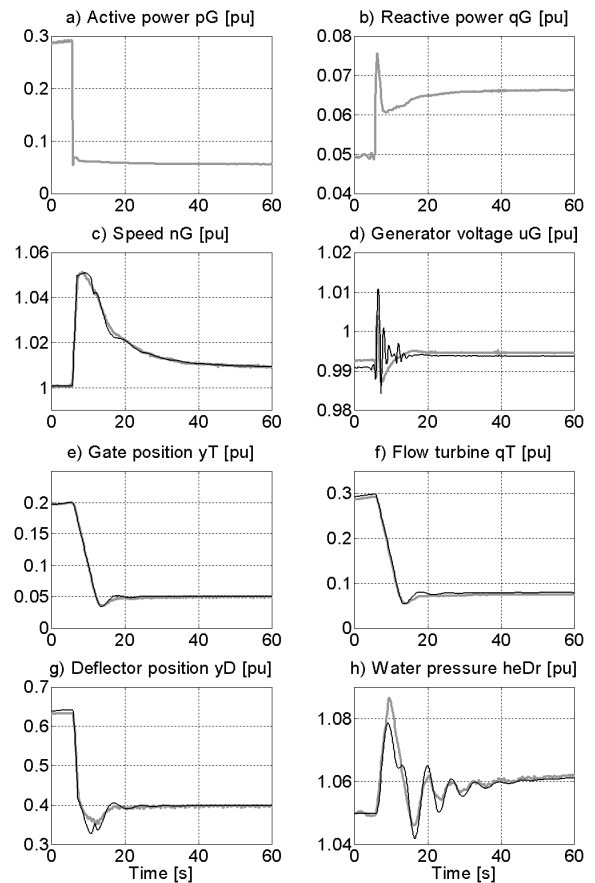 a) Active power pG [pu]
0.3
0.2
0.1
0
0 20 40 60
b) Reactive power qG [pu]
0.08
0.07
0.06
0.05
0.04
0 20 40 60
c) Speed nG [pu]
1.06
1.04
1.02
1
0 20 40 60
d) Generator voltage uG [pu]
1.02
1
0.99
0.98
0 20 40 60
e) Gate position yT [pu]
0.2
0.15
0.1
0.05
0
0 20 40 60
f) Flow turbine qT [pu]
0.3
0.2
0.1
0
0 20 40 60
g) Deflector position yD [pu]
0.7
0.6
0.5
0.4
0.3
0 20 40 60
Time [s]
h) Water pressure heDr [pu]
1.08
1.06
1.04
0 20 40 60
Time [s]